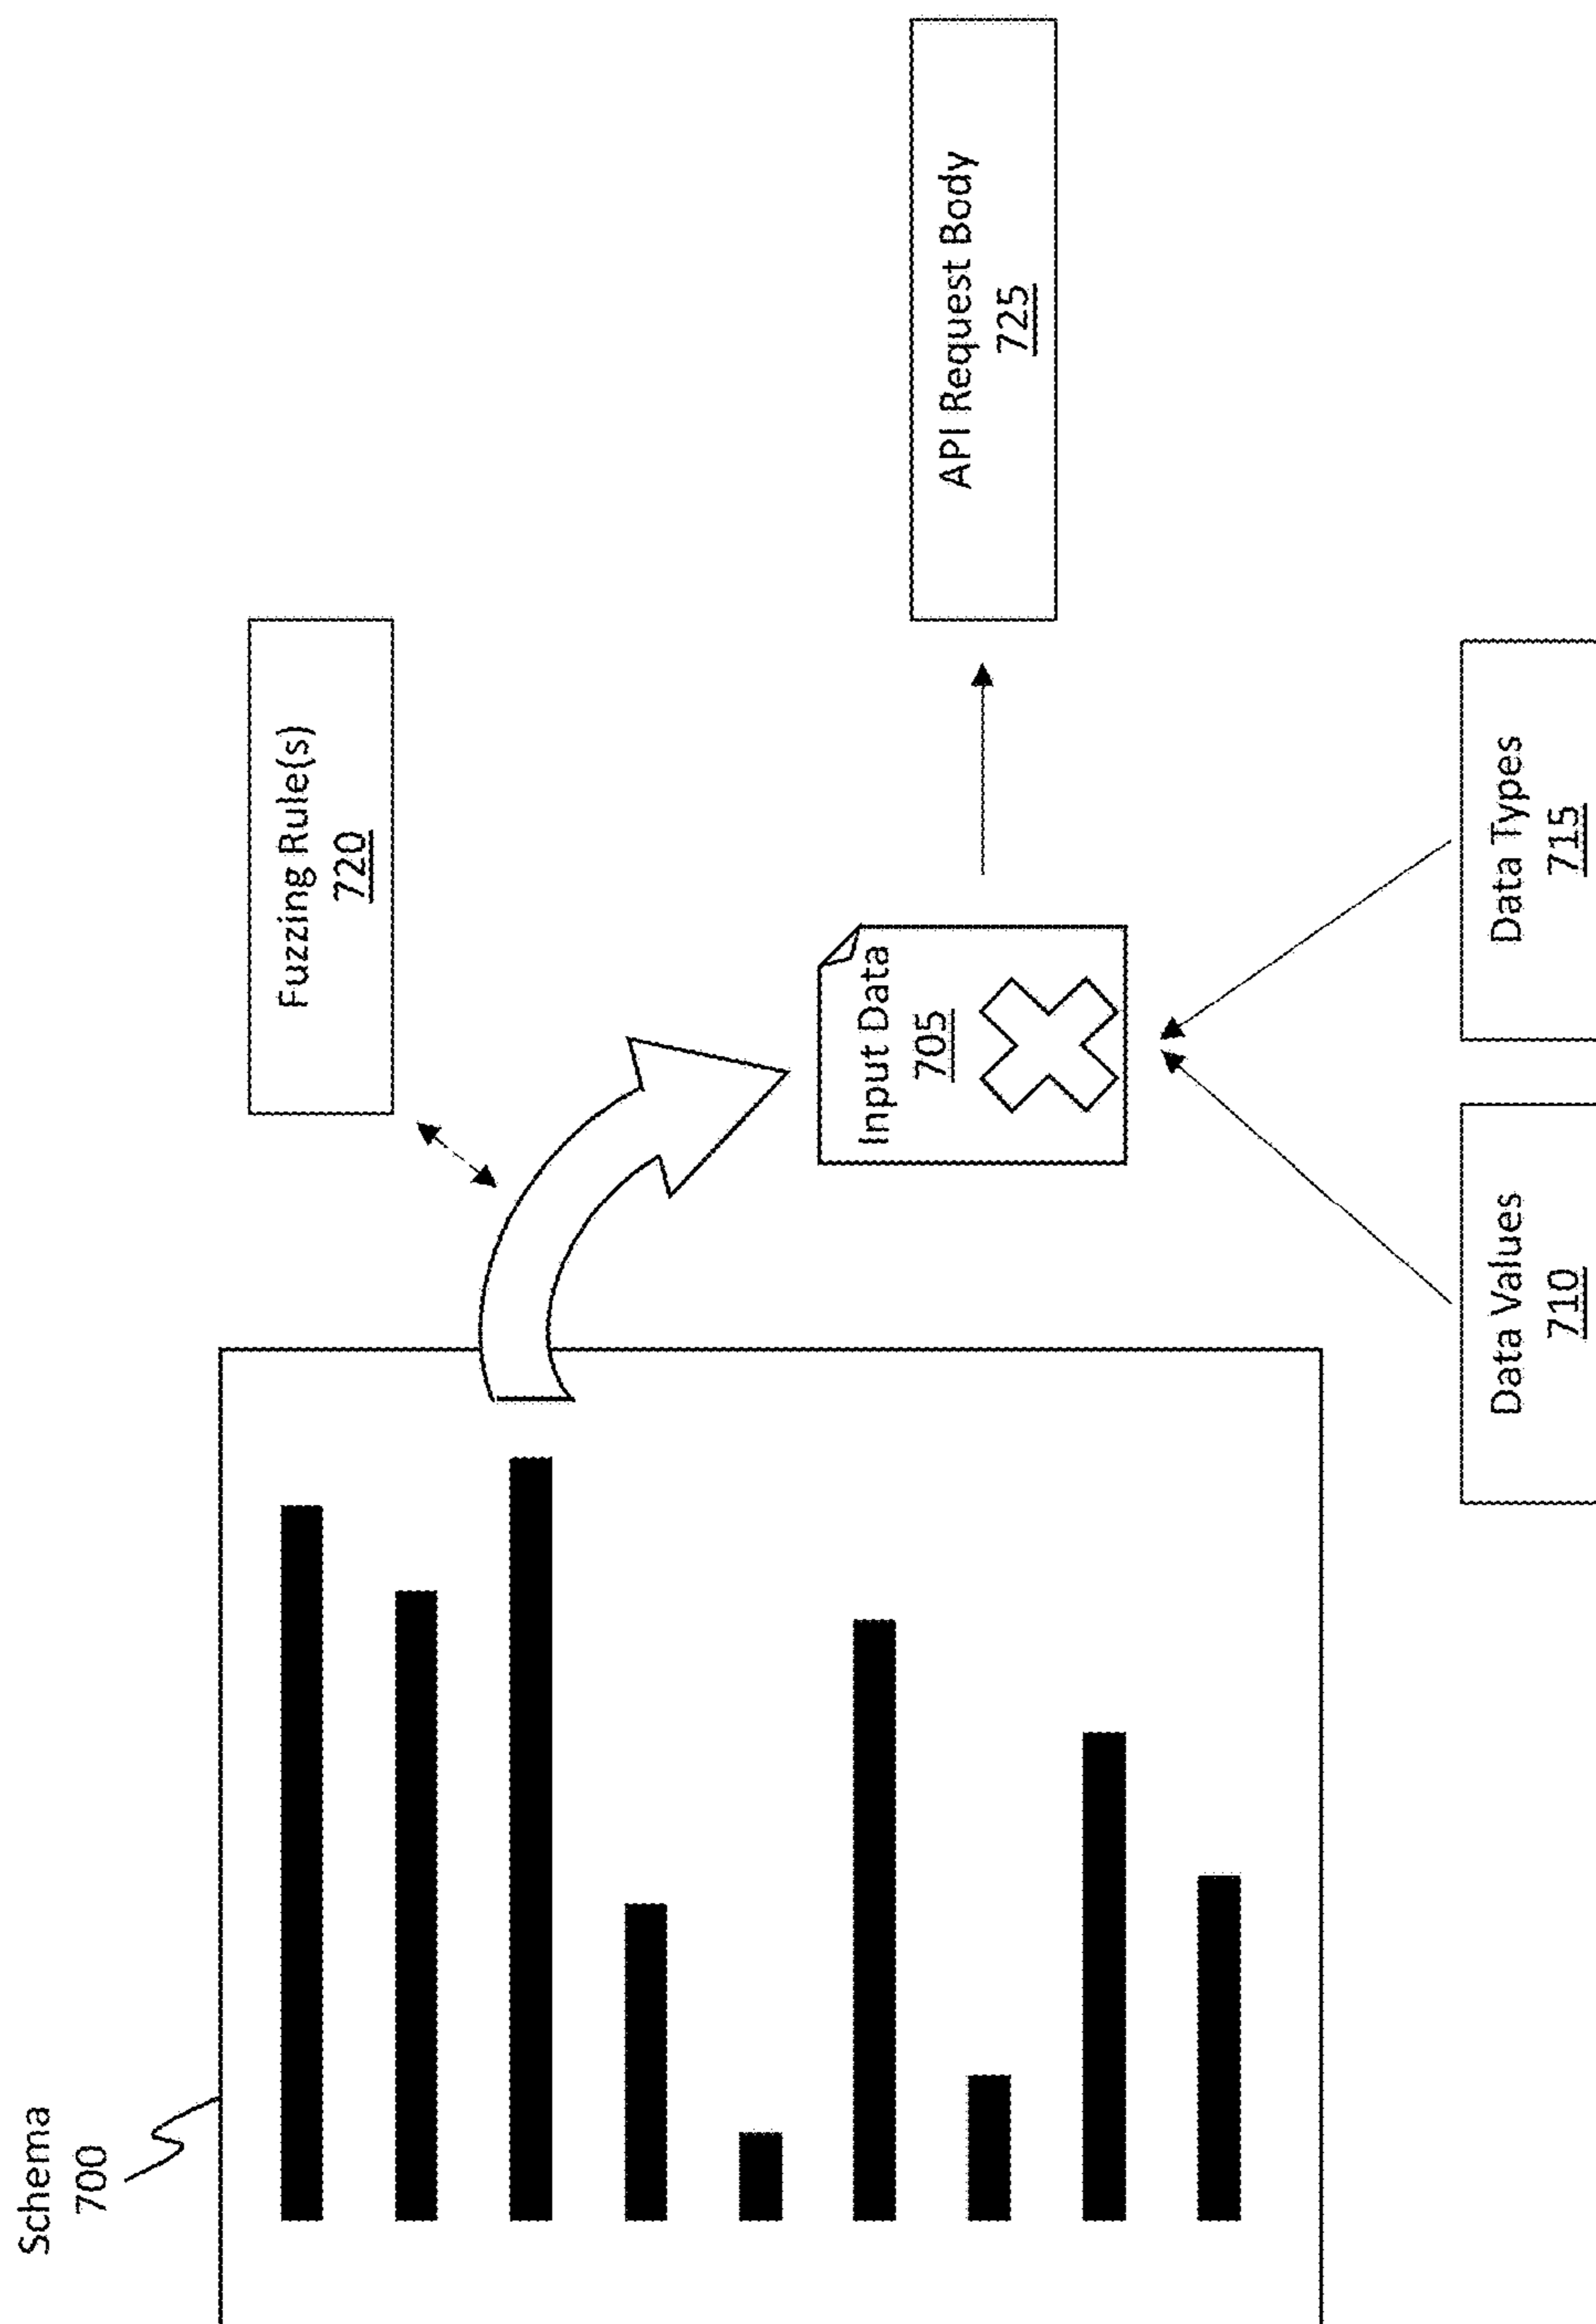 Schema
700
Fuzzing Rule(s)
720
Input Data
705
API Request Body
725
Data Values
710
Data Types
715